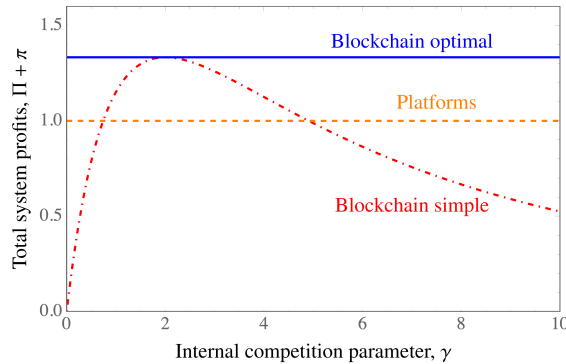 Total system profits, Π + π
1.5
1.0
0.5
0.0
Blockchain optimal
Platforms
Blockchain simple
0
2
4
6
8
10
Internal competition parameter, γ